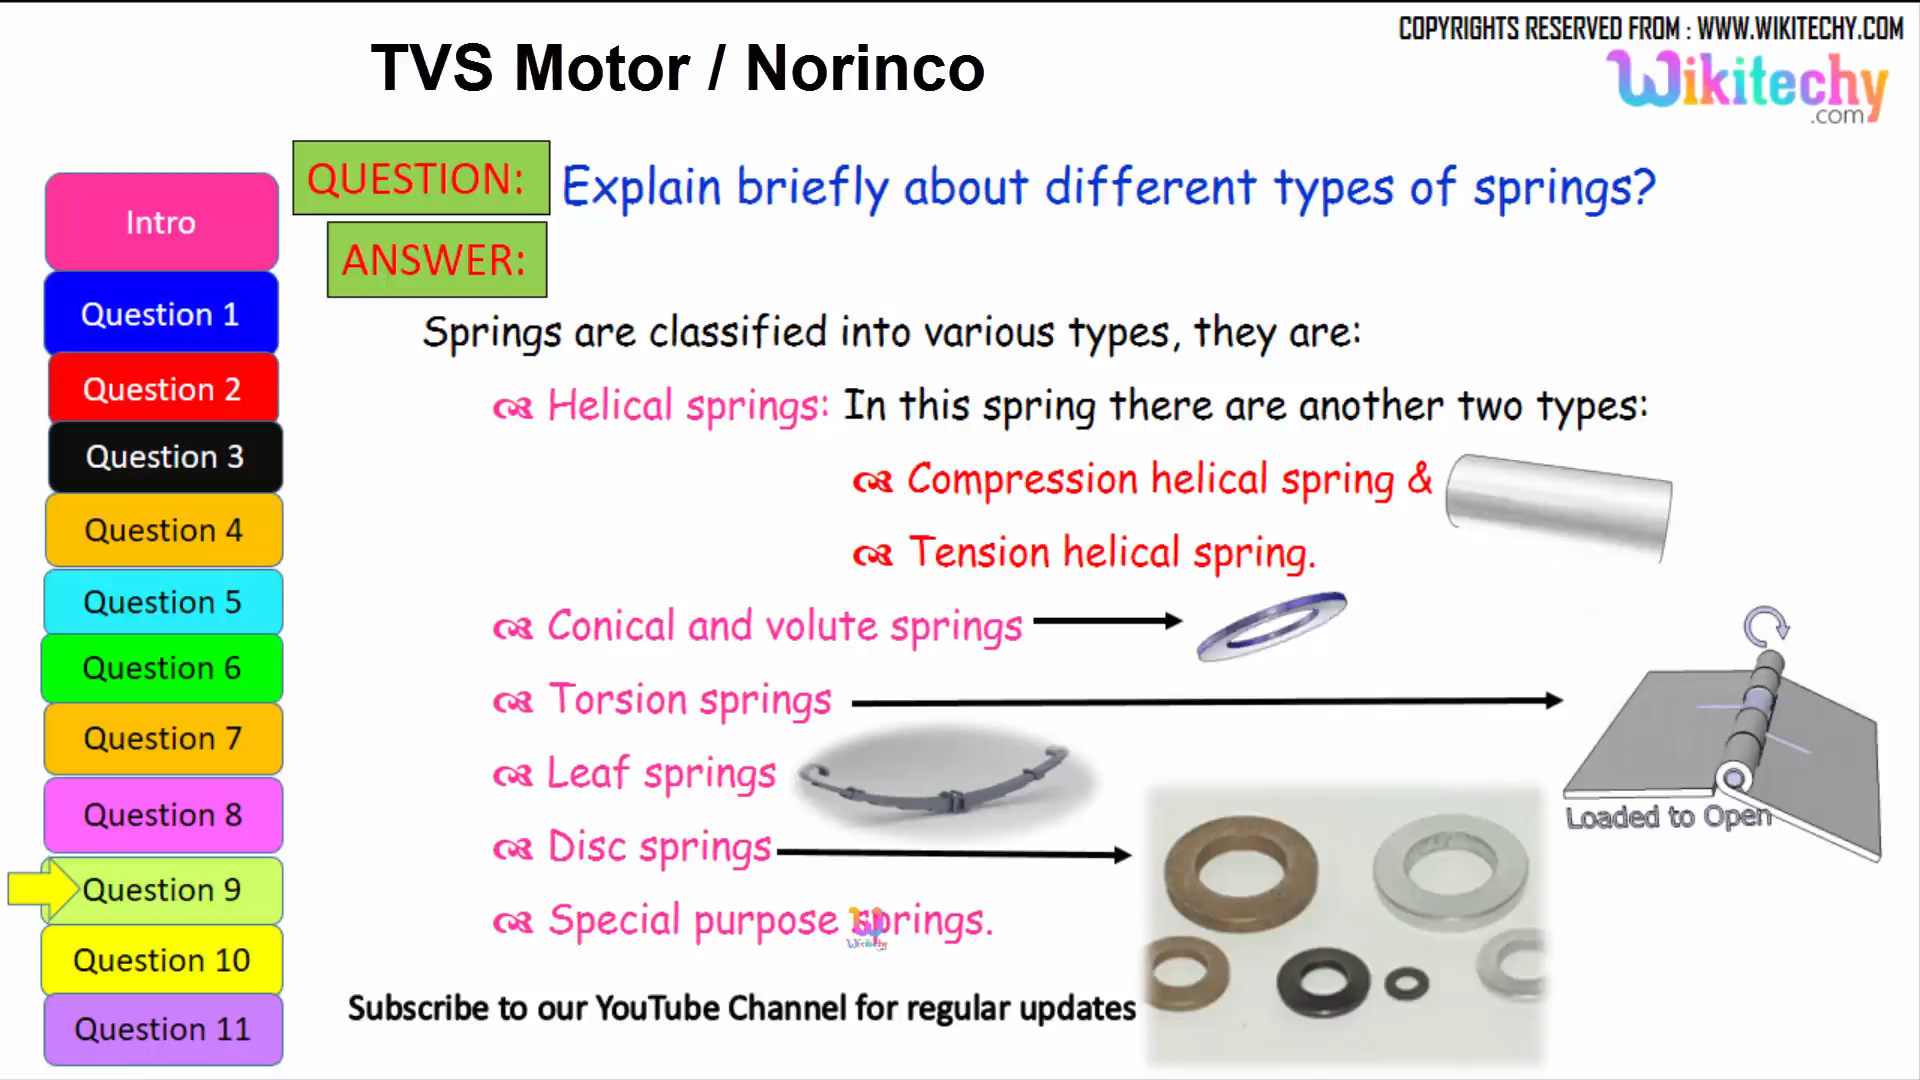 COPYRIGHTS RESERVED FROM : WWW.WIKITECHY.COM
TVS Motor / Norinco
Wikitechy
.com
QUESTION: Explain briefly about different types of springs?
ANSWER:
Intro
Question 1
Question 2
Question 3
Question 4
Question 5
Question 6
Question 7
Question 8
Question 9
Question 10
Question 11
Springs are classified into various types, they are:
Helical springs: In this spring there are another two types:
Compression helical spring &
Tension helical spring.
Conical and volute springs
Torsion springs
Leaf springs
Disc springs
Special purpose springs.
Wikitechy
Loaded to Open
Subscribe to our YouTube Channel for regular updates